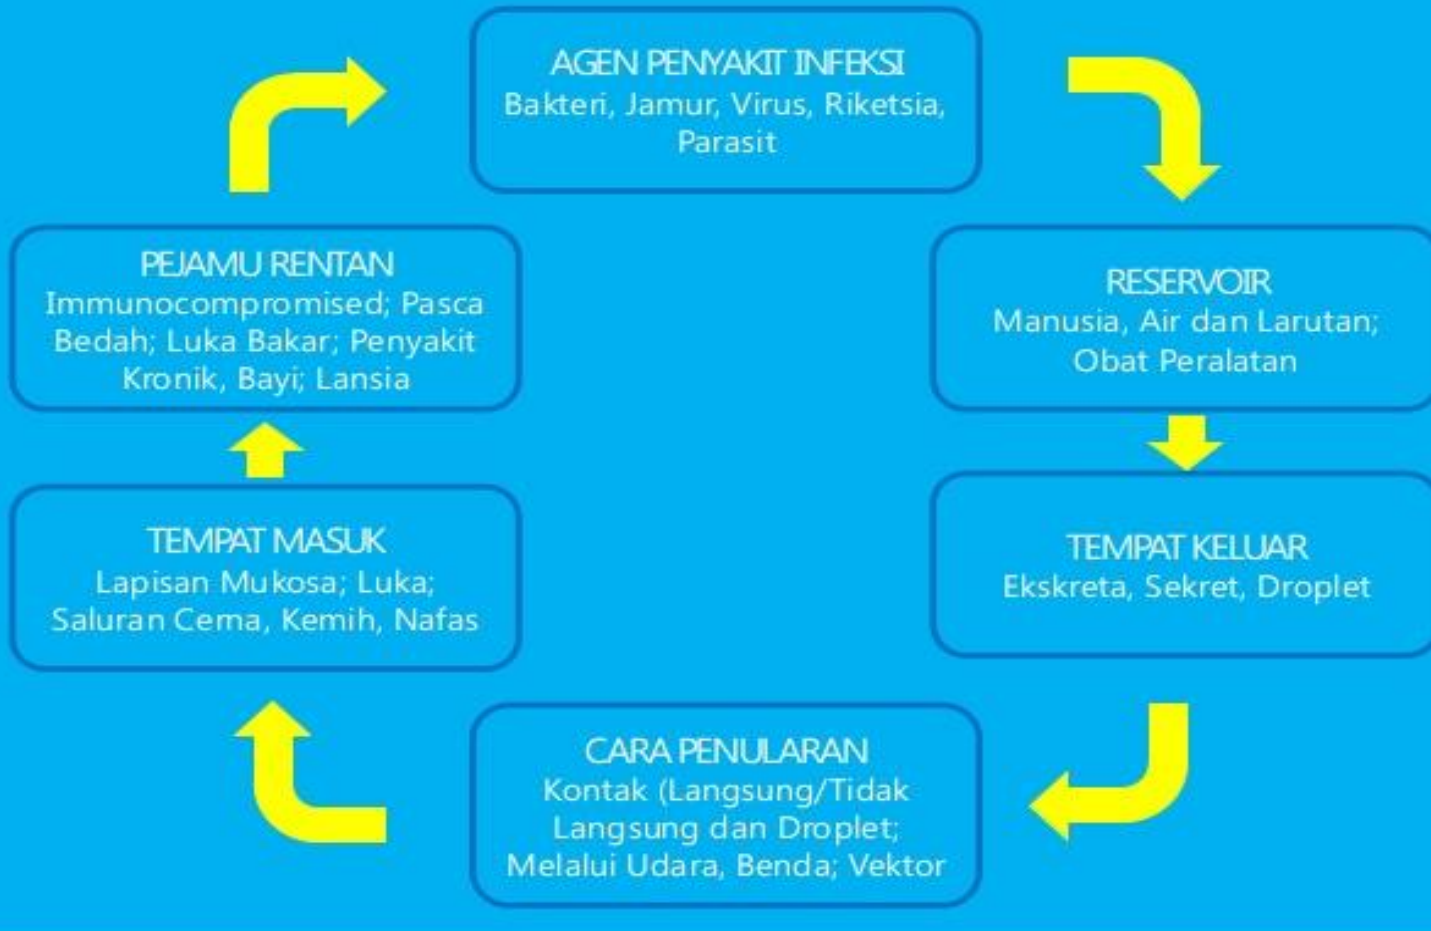 AGEN PENYAKIT INFEKSI
Bakteri, Jamur, Virus, Riketsia,
Parasit
RESERVOIR
Manusia, Air dan Larutan;
Obat Peralatan
TEMPAT KELUAR
Ekskreta, Sekret, Droplet
CARA PENULARAN
Kontak (Langsung/Tidak
Langsung dan Droplet;
Melalui Udara, Benda; Vektor
TEMPAT MASUK
Lapisan Mukosa; Luka;
Saluran Cerna, Kemih, Nafas
PEJAMU RENTAN
Immunocompromised; Pasca
Bedah; Luka Bakar; Penyakit
Kronik, Bayi; Lansia